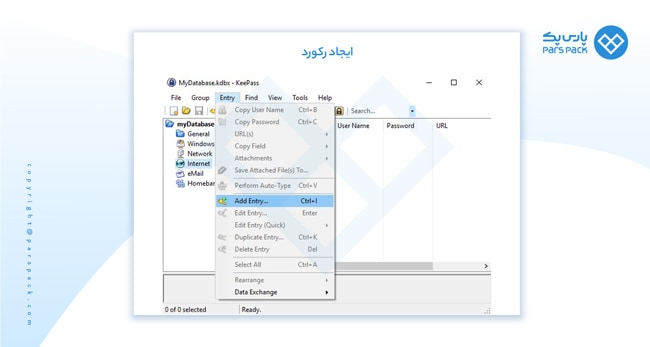 ایجاد رکورد
پارس پک
PARS PACK
MyDatabase.kdbx - KeePass
File Group Entry Find View Tools Help
Search...
myDatabase
General
Windows
Network
Internet
eMail
Homeban
Copy User Name Ctrl+B
Copy Password Ctrl+C
URL(s)
Copy Field
Attachments
Save Attached File(s) To...
Perform Auto-Type Ctrl+V
Add Entry... Ctrl+I
Edit Entry... Enter
Edit Entry (Quick)
Duplicate Entry... Ctrl+K
Delete Entry Del
Select All Ctrl+A
Rearrange
Data Exchange
User Name Password URL
0 of 0 selected Ready.
copyright@parspack.com